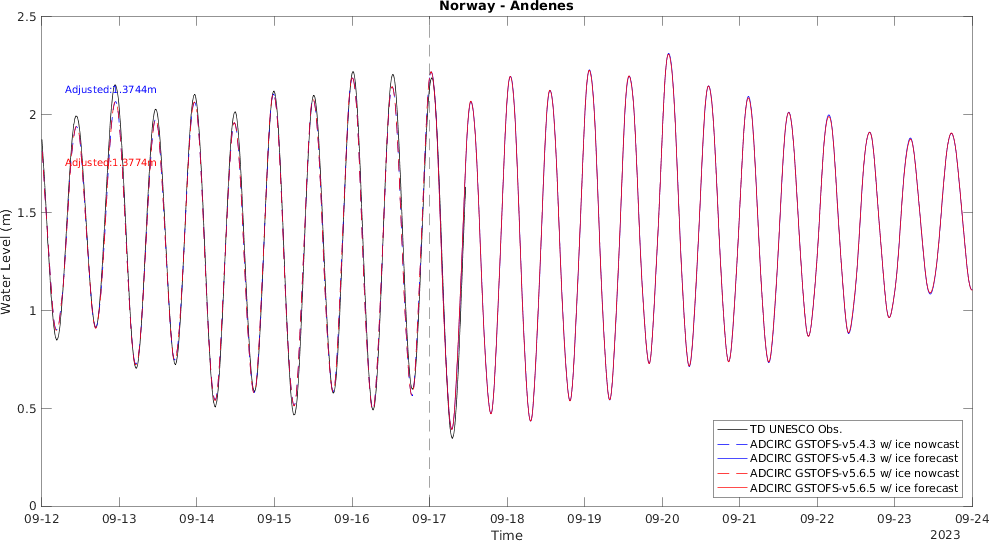 Norway - Andenes
2.5
2
1.5
1
0.5
0
Water Level (m)
Adjusted:1.3744m
Adjusted:1.3774m
TD UNESCO Obs.
ADCIRC GSTOFS-v5.4.3 w/ ice nowcast
ADCIRC GSTOFS-v5.4.3 w/ ice forecast
ADCIRC GSTOFS-v5.6.5 w/ ice nowcast
ADCIRC GSTOFS-v5.6.5 w/ ice forecast
09-12 09-13 09-14 09-15 09-16 09-17 09-18 09-19 09-20 09-21 09-22 09-23 09-24
Time
2023